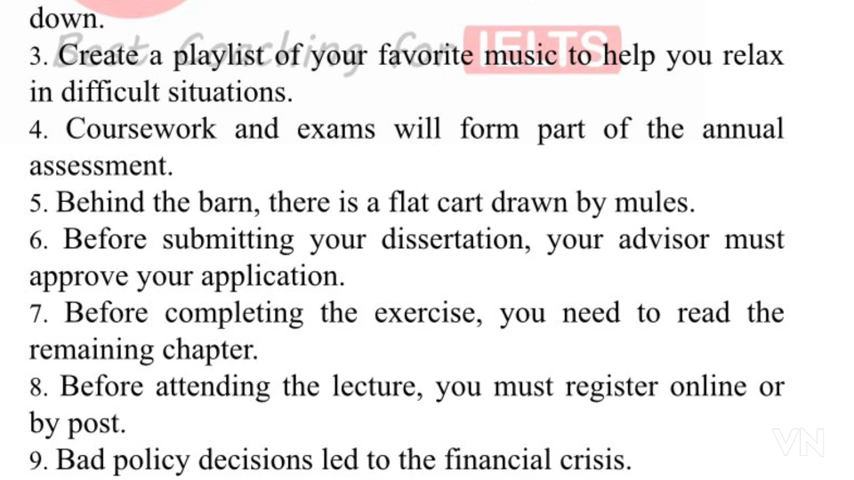 down.
Best Coaching for IELTS
3. Create a playlist of your favorite music to help you relax
in difficult situations.
4. Coursework and exams will form part of the annual
assessment.
5. Behind the barn, there is a flat cart drawn by mules.
6. Before submitting your dissertation, your advisor must
approve your application.
7. Before completing the exercise, you need to read the
remaining chapter.
8. Before attending the lecture, you must register online or
by post.
VN
9. Bad policy decisions led to the financial crisis.